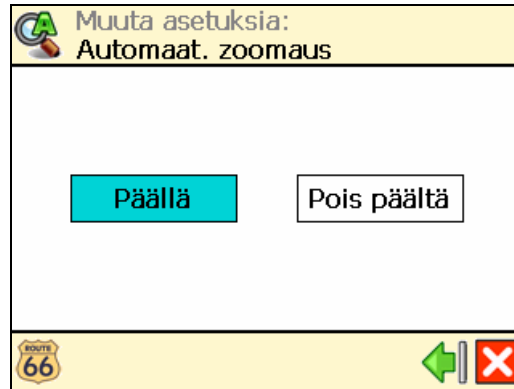 Muuta asetuksia:
Automaat. zoomaus
Päällä
Pois päältä
ROUTE
66